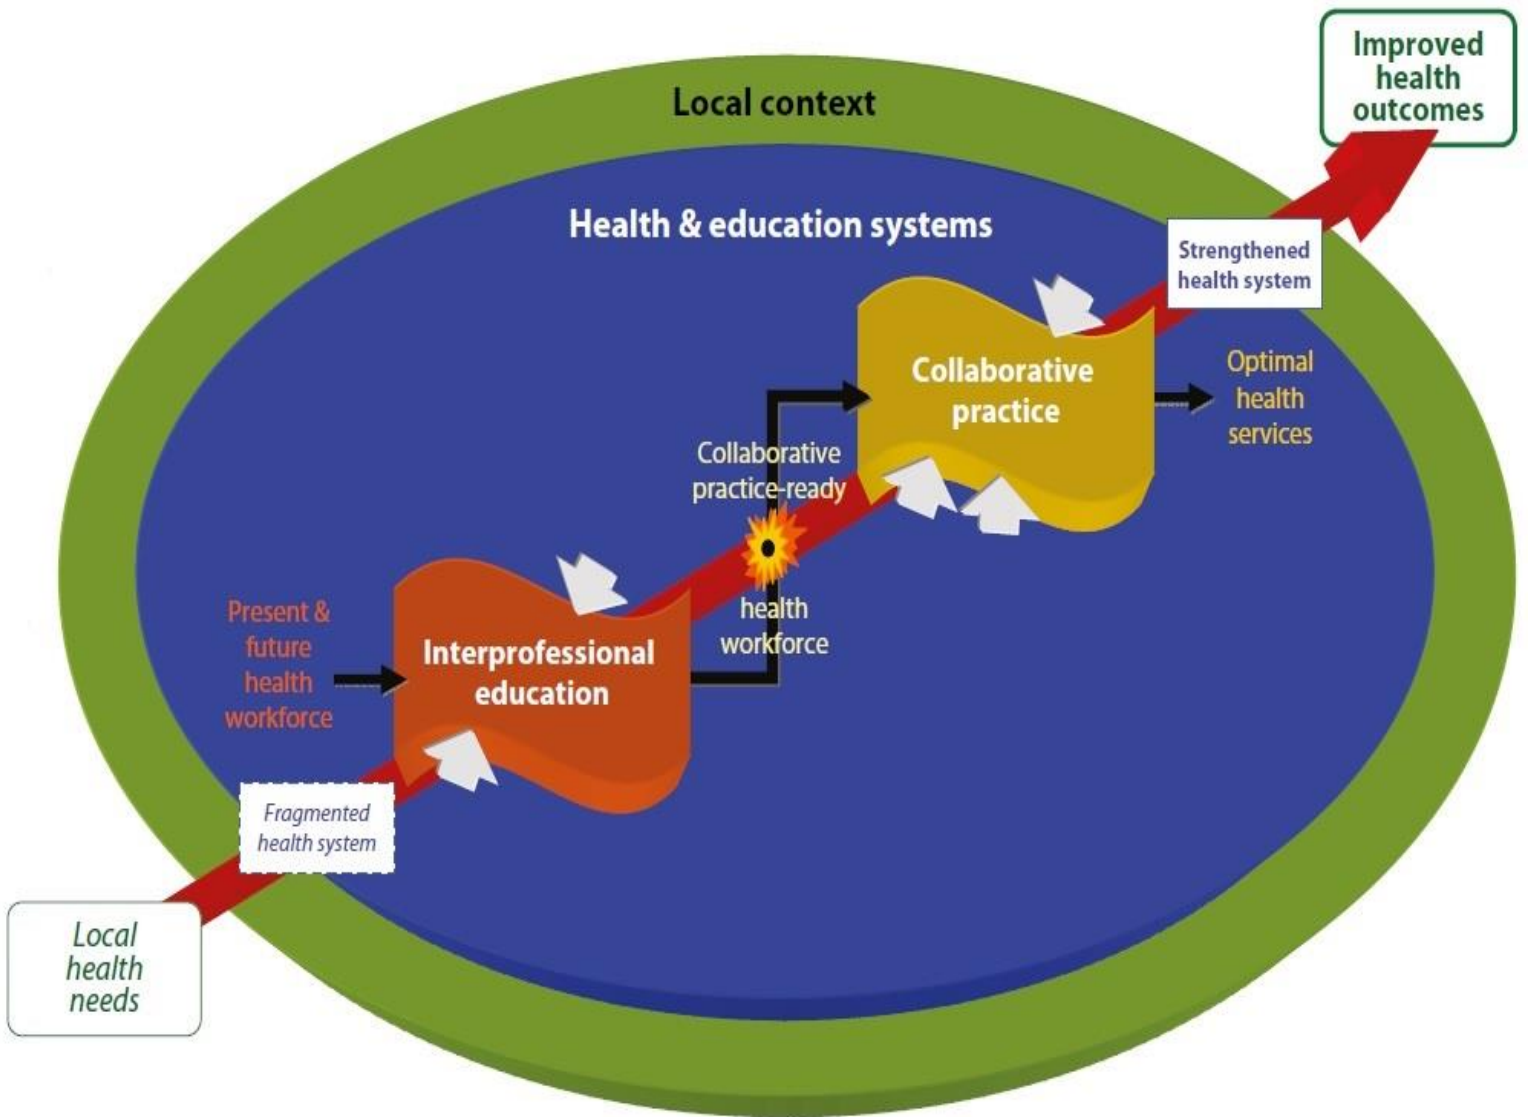 Improved
health
outcomes
Local context
Health & education systems
Strengthened
health system
Collaborative
practice
Optimal
health
services
Collaborative
practice-ready
health
workforce
Present &
future
health
workforce
Interprofessional
education
Fragmented
health system
Local
health
needs